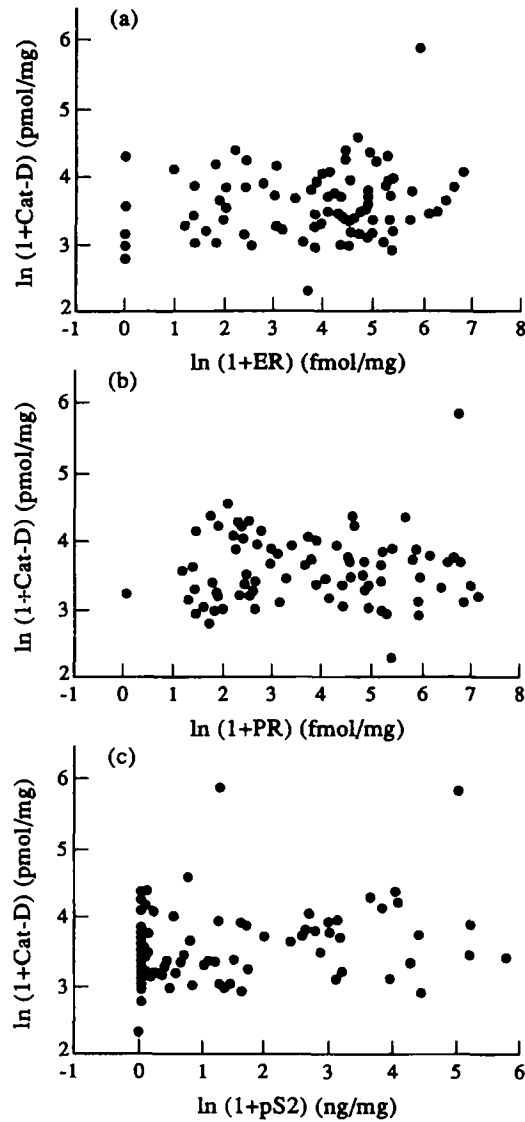 (a)
6
5
4
3
2
ln (1+Cat-D) (pmol/mg)
-1 0 1 2 3 4 5 6 7 8
ln (1+ER) (fmol/mg)
(b)
6
5
4
3
2
ln (1+Cat-D) (pmol/mg)
-1 0 1 2 3 4 5 6 7 8
ln (1+PR) (fmol/mg)
(c)
6
5
4
3
2
ln (1+Cat-D) (pmol/mg)
-1 0 1 2 3 4 5 6
ln (1+pS2) (ng/mg)